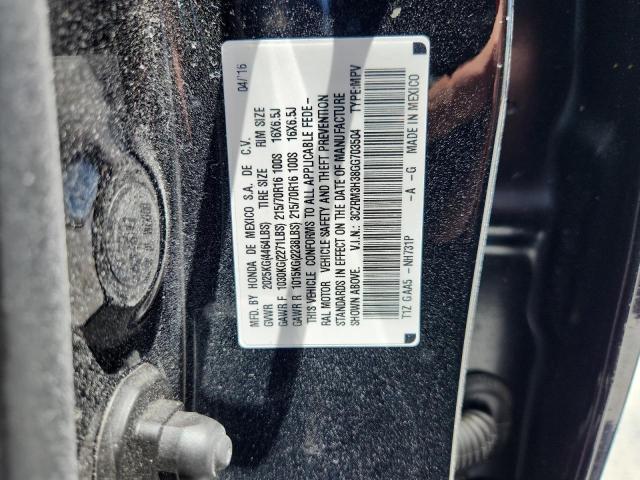 04/'16
MFD. BY HONDA DE MEXICO S.A. DE C.V.
GVWR 2025KG(4464LBS) TIRE SIZE RIM SIZE
GAWR F 1030KG(2271LBS) 215/70R16 100S 16X6.5J
GAWR R 1015KG(2238LBS) 215/70R16 100S 16X6.5J
THIS VEHICLE CONFORMS TO ALL APPLICABLE FEDE-
RAL MOTOR VEHICLE SAFETY AND THEFT PREVENTION
STANDARDS IN EFFECT ON THE DATE OF MANUFACTURE
SHOWN ABOVE. V.I.N.: 3CZRM3H38GG703504 TYPE:MPV
T1Z GAA5 -NH731P -A -G MADE IN MEXICO